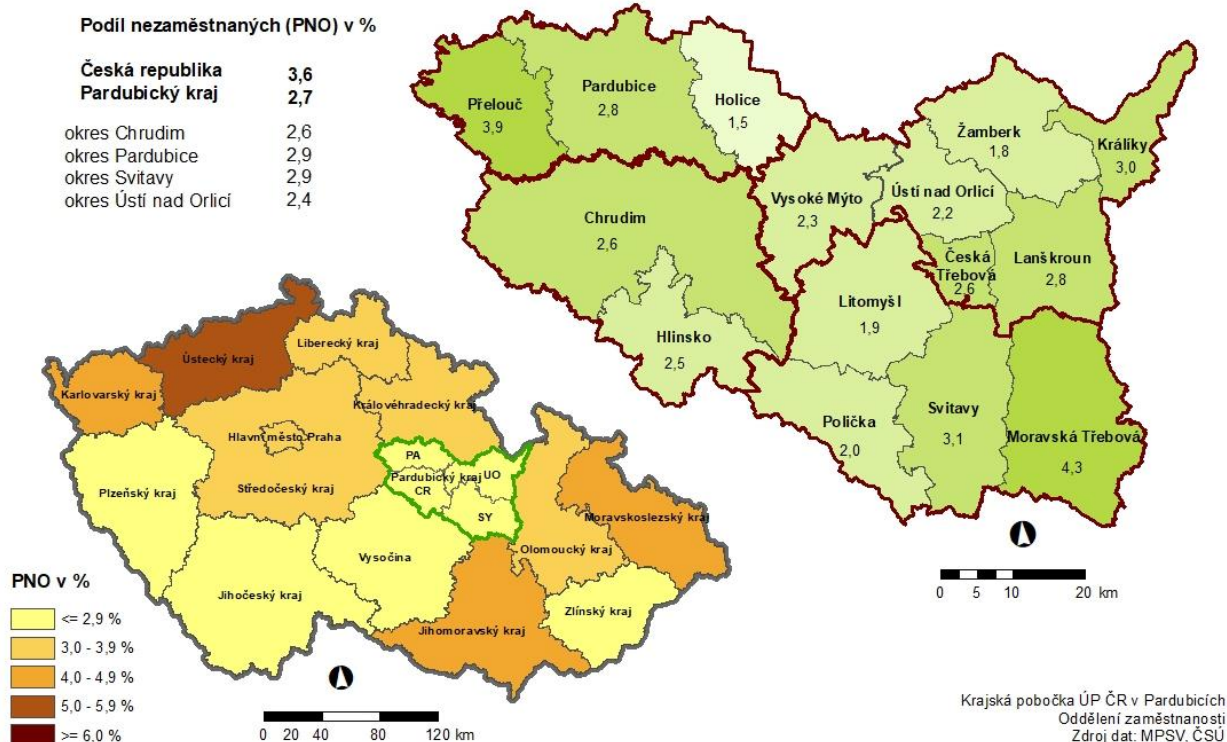 Podíl nezaměstnaných (PNO) v %
Česká republika 3,6
Pardubický kraj 2,7
okres Chrudim 2,6
okres Pardubice 2,9
okres Svitavy 2,9
okres Ústí nad Orlicí 2,4
Přelouč
3,9
Pardubice
2,8
Holice
1,5
Žamberk
1,8
Králíky
3,0
Vysoké Mýto
2,3
Ústí nad Orlicí
2,2
Chrudim
2,6
Česká
Třebová
2,6
Lanškroun
2,8
Litomyšl
1,9
Hlinsko
2,5
Polička
2,0
Svitavy
3,1
Moravská Třebová
4,3
0 5 10 20 km
Ústecký kraj
Liberecký kraj
Karlovarský kraj
Královéhradecký kraj
Hlavní město Praha
Středočeský kraj
Plzeňský kraj
PA
UO
Pardubický kraj
CR
SY
Moravskoslezský kraj
Olomoucký kraj
Vysočina
Jihočeský kraj
Zlínský kraj
Jihomoravský kraj
PNO v %
<= 2,9 %
3,0 - 3,9 %
4,0 - 4,9 %
5,0 - 5,9 %
>= 6,0 %
0 20 40 80 120 km
Krajská pobočka ÚP ČR v Pardubicích
Oddělení zaměstnanosti
Zdroj dat: MPSV, ČSÚ